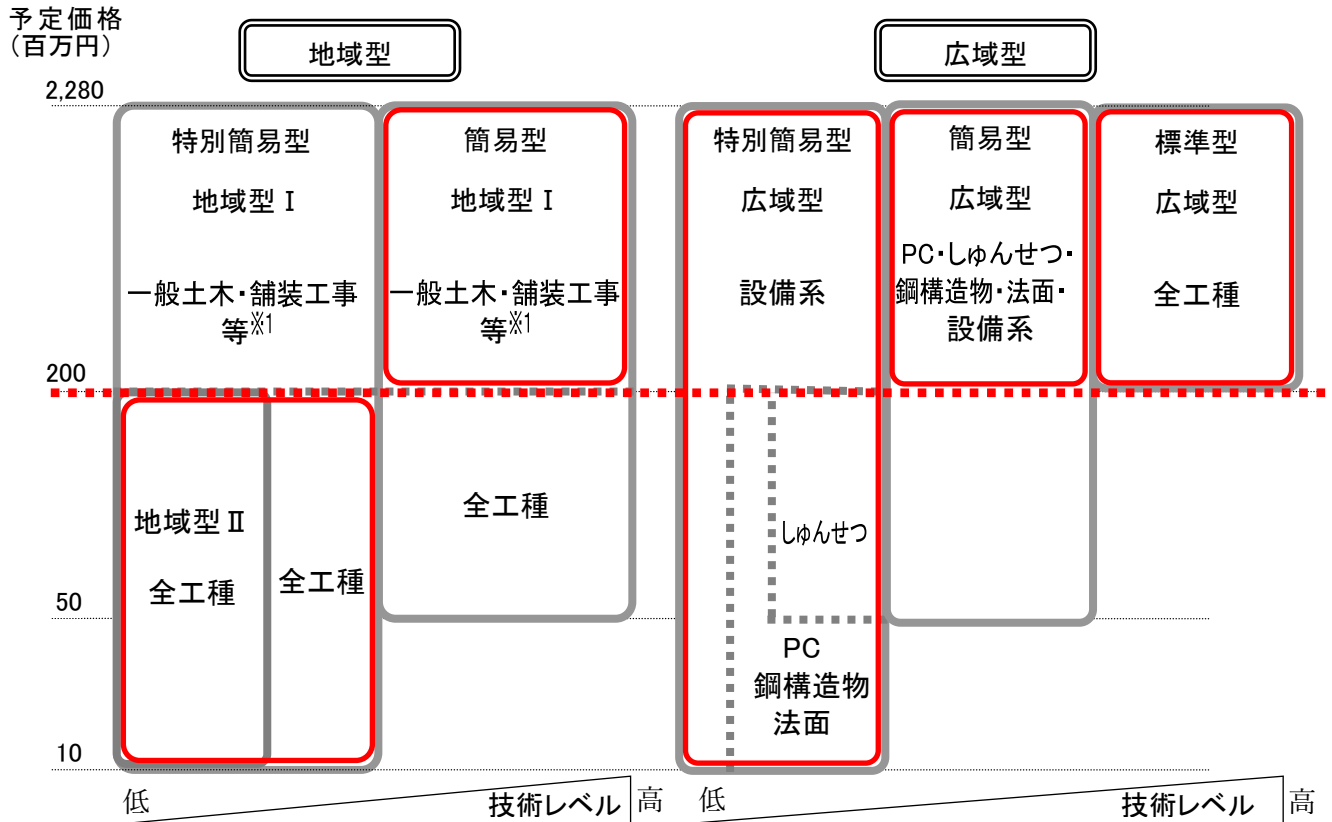 予定価格
(百万円)
地域型
広域型
2,280
特別簡易型
地域型Ⅰ
一般土木・舗装工事
等※1
簡易型
地域型Ⅰ
一般土木・舗装工事
等※1
特別簡易型
広域型
設備系
簡易型
広域型
PC・しゅんせつ・
鋼構造物・法面・
設備系
標準型
広域型
全工種
200
地域型Ⅱ
全工種
全工種
全工種
しゅんせつ
50
PC
鋼構造物
法面
10
低
技術レベル
高
低
技術レベル
高